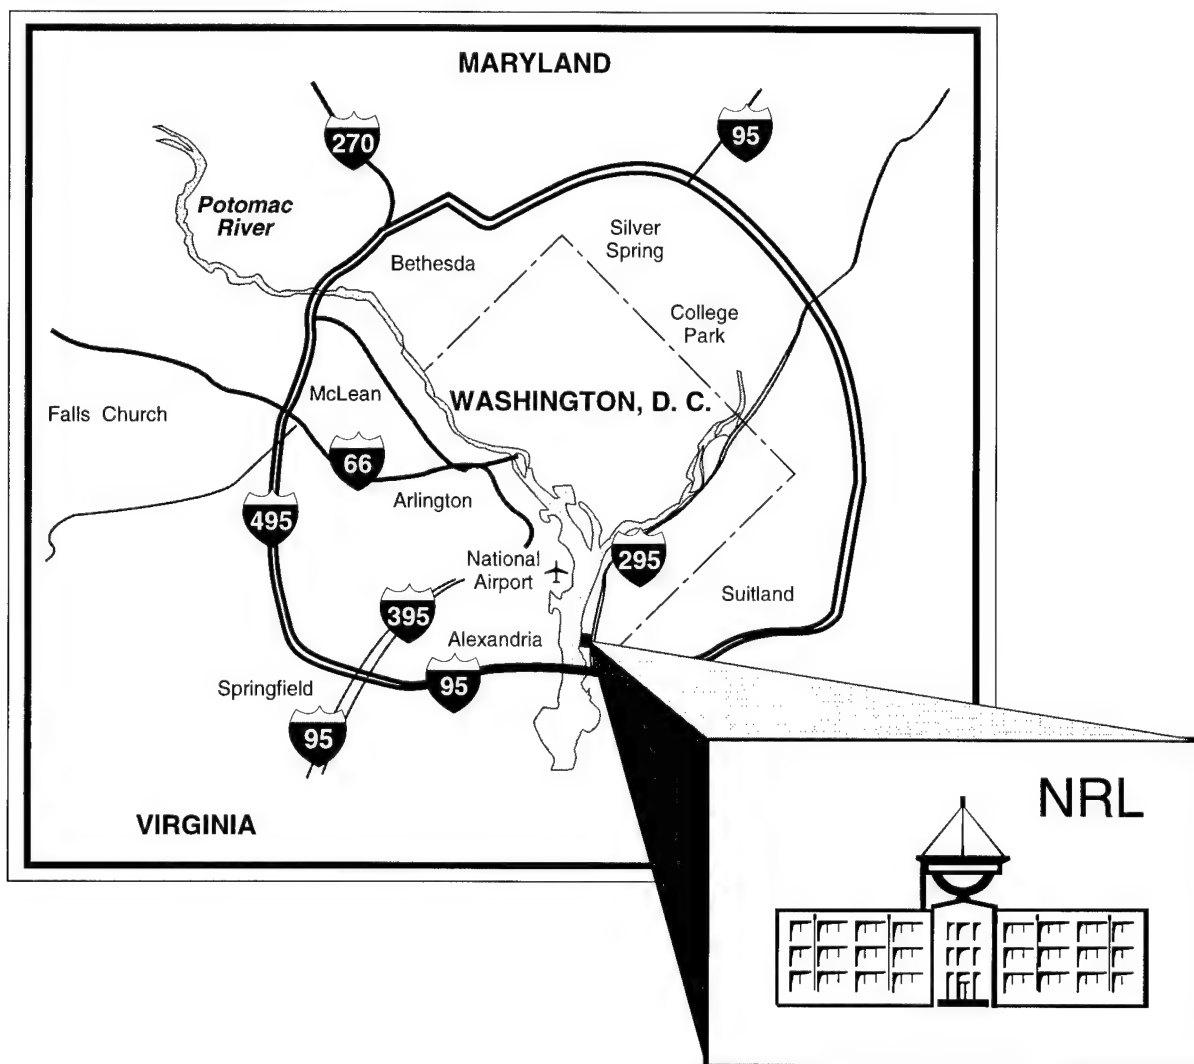 MARYLAND
270
95
Potomac
River
Silver
Spring
Bethesda
College
Park
McLean
WASHINGTON, D. C.
Falls Church
66
Arlington
495
National
Airport
295
395
Suitland
Alexandria
Springfield
95
95
NRL
VIRGINIA